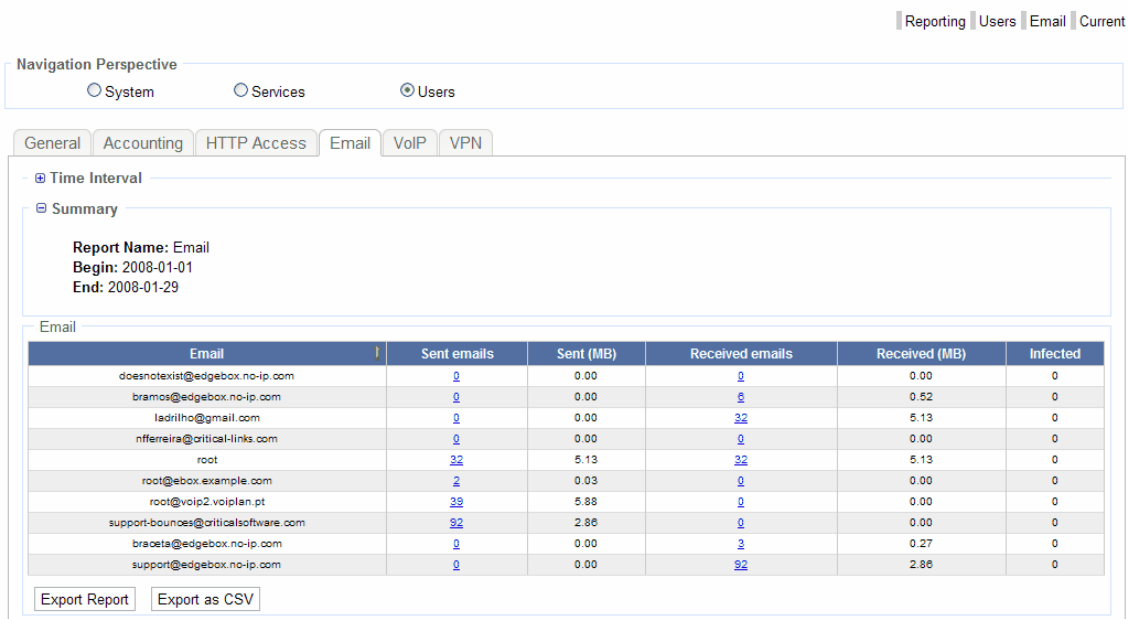 Reporting Users Email Current
Navigation Perspective
System Services Users
General Accounting HTTP Access Email VoIP VPN
Time Interval
Summary
Report Name: Email
Begin: 2008-01-01
End: 2008-01-29
Email
Email Sent emails Sent (MB) Received emails Received (MB) Infected
doesnotexist@edgebox.no-ip.com 0 0.00 0 0.00 0
bramos@edgebox.no-ip.com 0 0.00 6 0.52 0
ladrilho@gmail.com 0 0.00 32 5.13 0
nfferreira@critical-links.com 0 0.00 0 0.00 0
root 32 5.13 32 5.13 0
root@ebox.example.com 2 0.03 0 0.00 0
root@voip2.voiplan.pt 39 5.88 0 0.00 0
support-bounces@criticalsoftware.com 92 2.86 0 0.00 0
braceta@edgebox.no-ip.com 0 0.00 3 0.27 0
support@edgebox.no-ip.com 0 0.00 92 2.86 0
Export Report Export as CSV